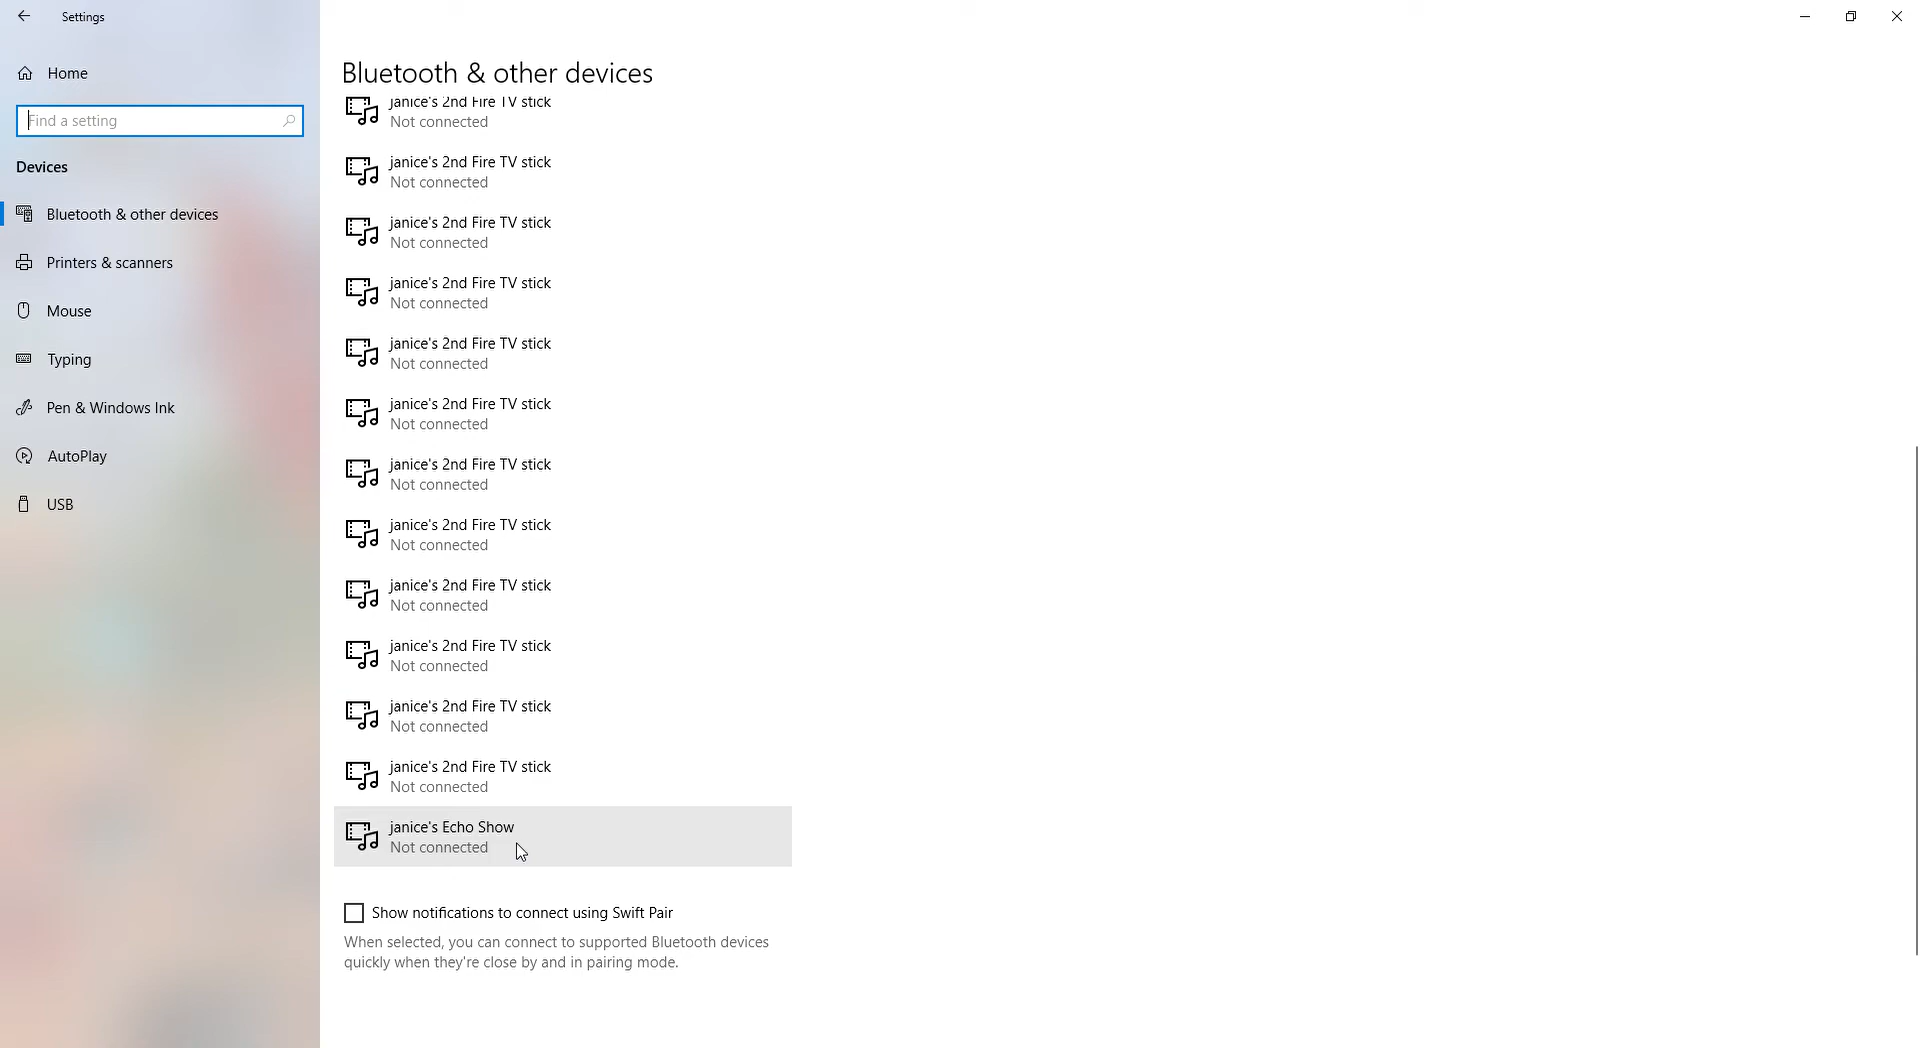 Settings
Home
Find a setting
Devices
Bluetooth & other devices
Printers & scanners
Mouse
Typing
Pen & Windows Ink
AutoPlay
USB
Bluetooth & other devices
janice's 2nd Fire TV stick
Not connected
janice's 2nd Fire TV stick
Not connected
janice's 2nd Fire TV stick
Not connected
janice's 2nd Fire TV stick
Not connected
janice's 2nd Fire TV stick
Not connected
janice's 2nd Fire TV stick
Not connected
janice's 2nd Fire TV stick
Not connected
janice's 2nd Fire TV stick
Not connected
janice's 2nd Fire TV stick
Not connected
janice's 2nd Fire TV stick
Not connected
janice's 2nd Fire TV stick
Not connected
janice's 2nd Fire TV stick
Not connected
janice's Echo Show
Not connected
Show notifications to connect using Swift Pair
When selected, you can connect to supported Bluetooth devices
quickly when they're close by and in pairing mode.